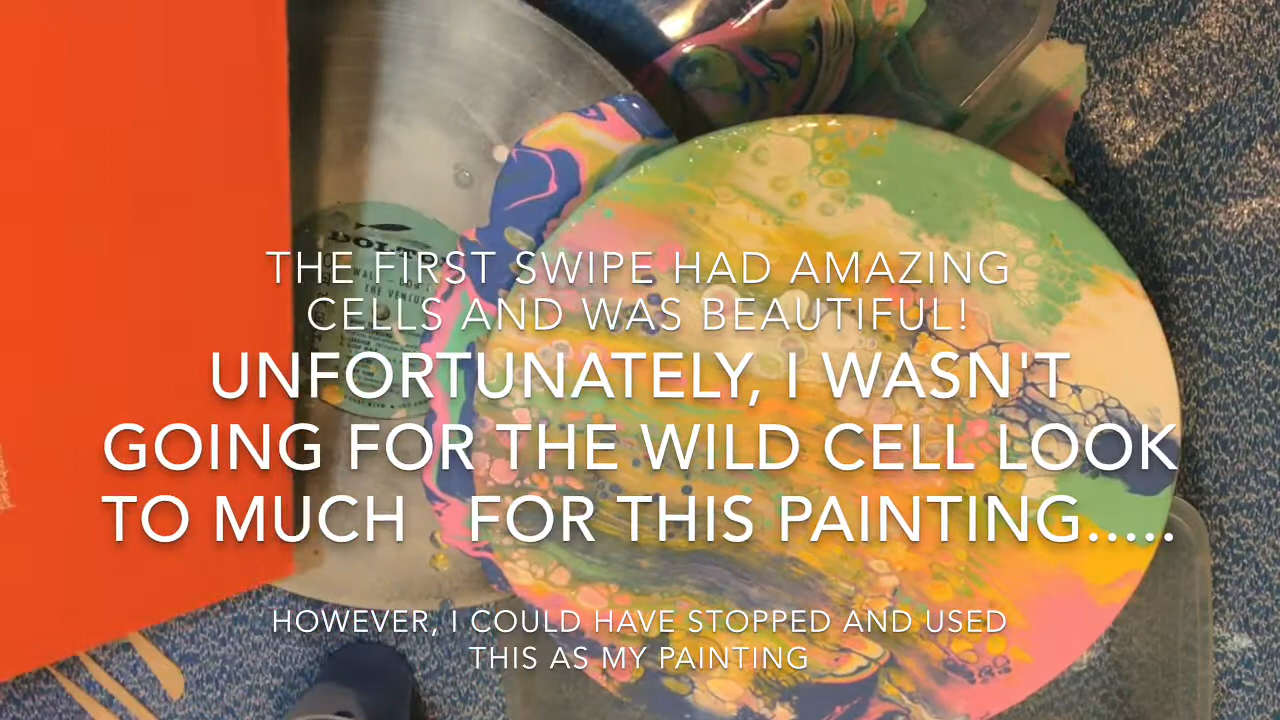 THE FIRST SWIPE HAD AMAZING
CELLS AND WAS BEAUTIFUL!
UNFORTUNATELY, I WASN'T
GOING FOR THE WILD CELL LOOK
TO MUCH FOR THIS PAINTING.....
HOWEVER, I COULD HAVE STOPPED AND USED
THIS AS MY PAINTING